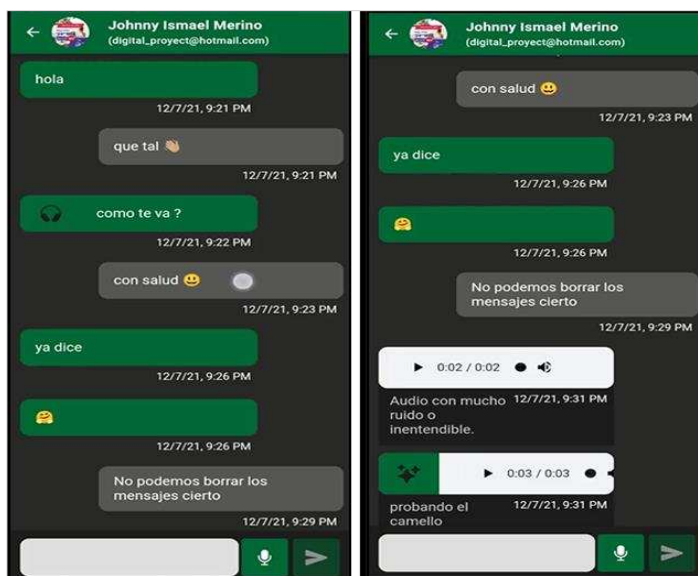 Johnny Ismael Merino
(digital_proyect@hotmail.com)
hola
12/7/21, 9:21 PM
que tal 👋🏼
12/7/21, 9:21 PM
como te va ?
12/7/21, 9:22 PM
con salud 😃
12/7/21, 9:23 PM
ya dice
12/7/21, 9:26 PM
🤗
12/7/21, 9:26 PM
No podemos borrar los
mensajes cierto
12/7/21, 9:29 PM
Johnny Ismael Merino
(digital_proyect@hotmail.com)
con salud 😃
12/7/21, 9:23 PM
ya dice
12/7/21, 9:26 PM
🤗
12/7/21, 9:26 PM
No podemos borrar los
mensajes cierto
12/7/21, 9:29 PM
0:02 / 0:02
Audio con mucho 12/7/21, 9:31 PM
ruido o
inentendible.
0:03 / 0:03
probando el 12/7/21, 9:31 PM
camello